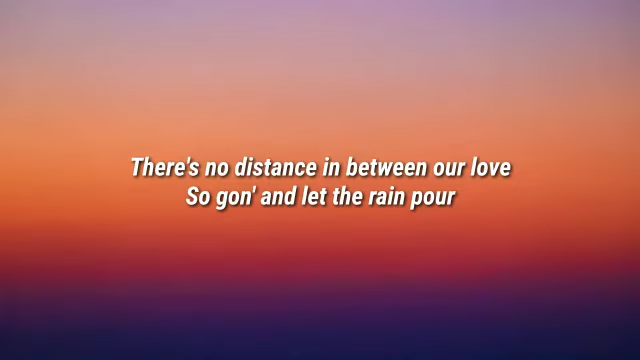 There's no distance in between our love
So gon' and let the rain pour